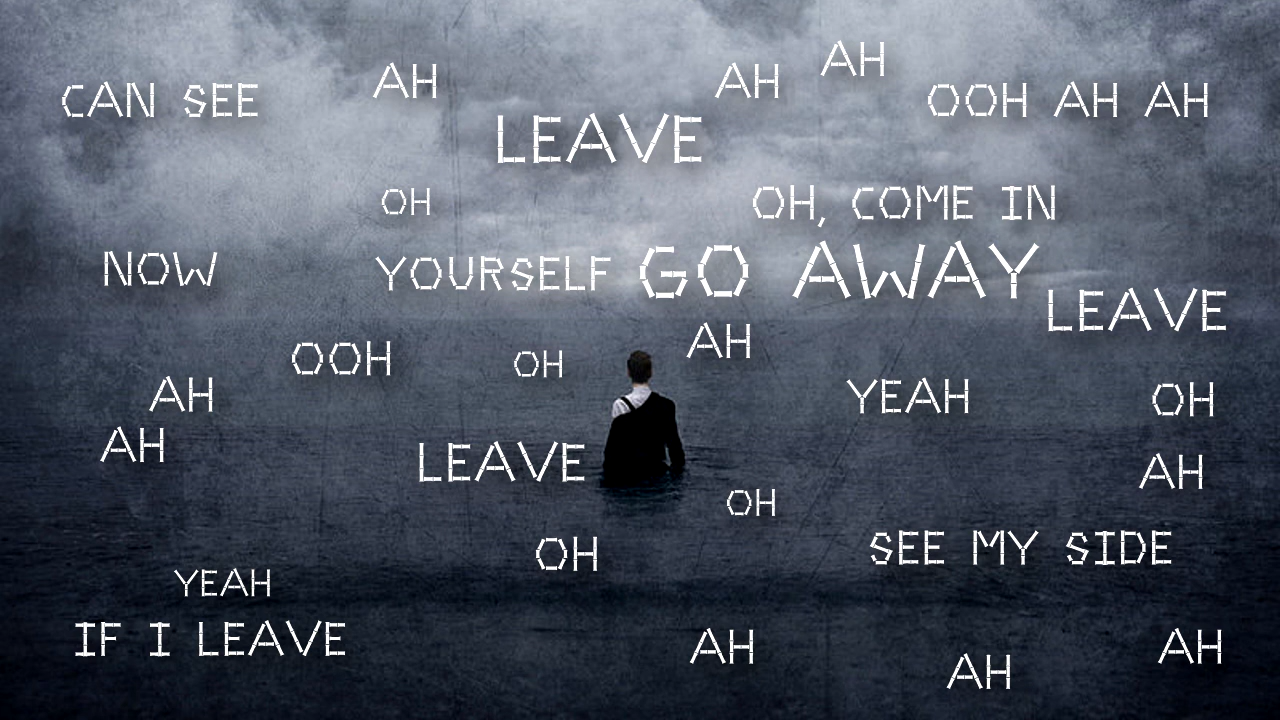 AH
CAN SEE
AH
AH
OOH AH AH
LEAVE
OH
OH, COME IN
NOW
YOURSELF
GO AWAY
LEAVE
AH
OOH
OH
AH
YEAH
OH
AH
LEAVE
AH
OH
OH
SEE MY SIDE
YEAH
IF I LEAVE
AH
AH
AH